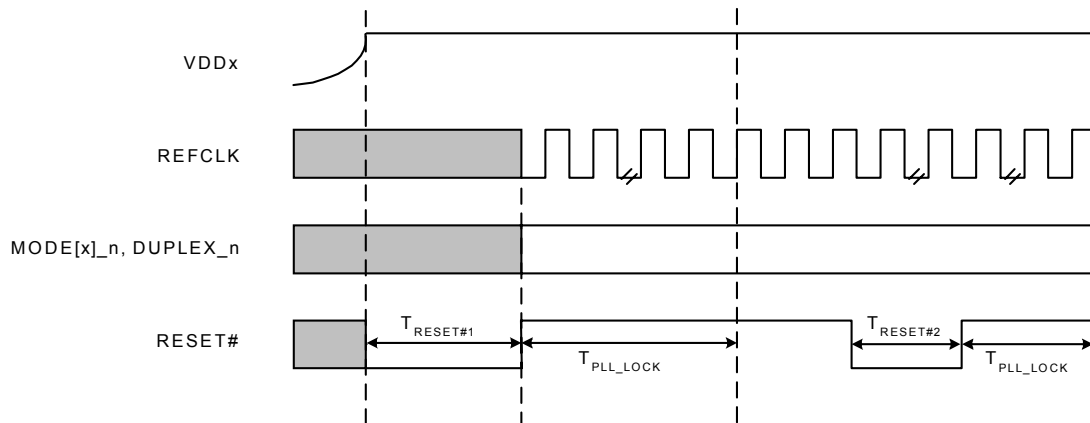 VDDx
REFCLK
MODE[x]_n, DUPLEX_n
RESET#
T RESET#1
T PLL_LOCK
T RESET#2
T PLL_LOCK